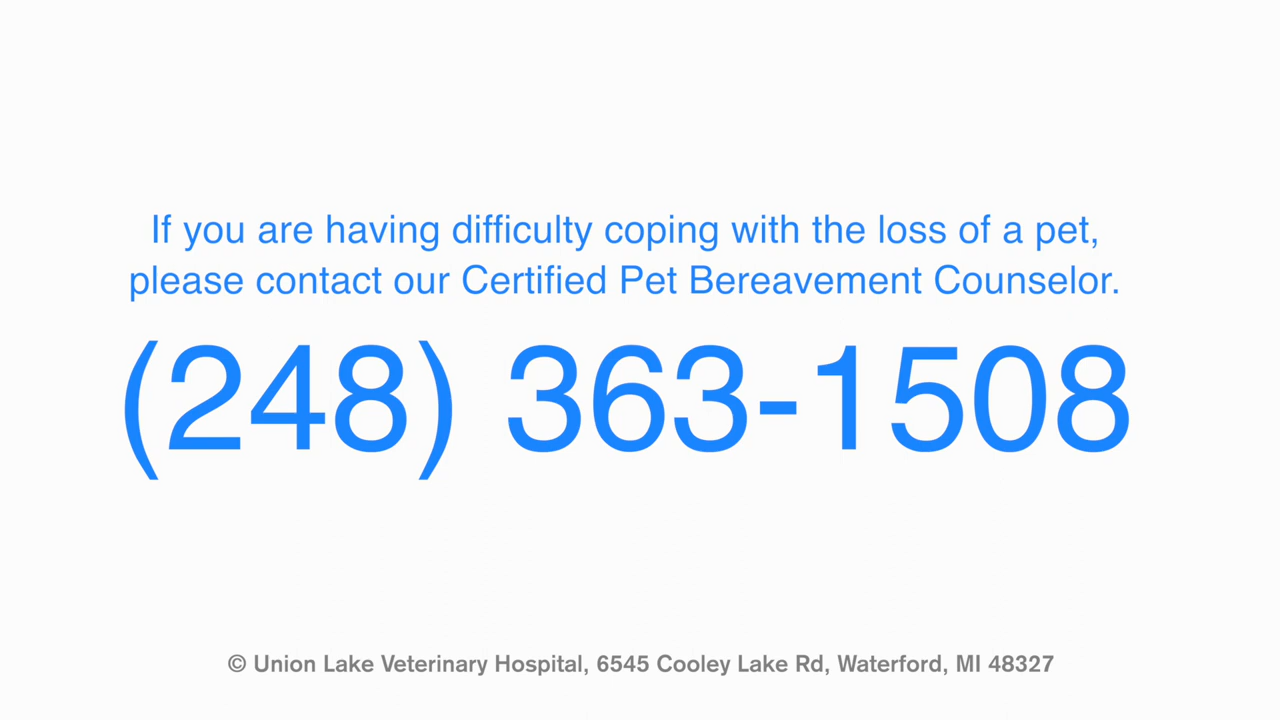 If you are having difficulty coping with the loss of a pet,
please contact our Certified Pet Bereavement Counselor.
(248) 363-1508
© Union Lake Veterinary Hospital, 6545 Cooley Lake Rd, Waterford, MI 48327